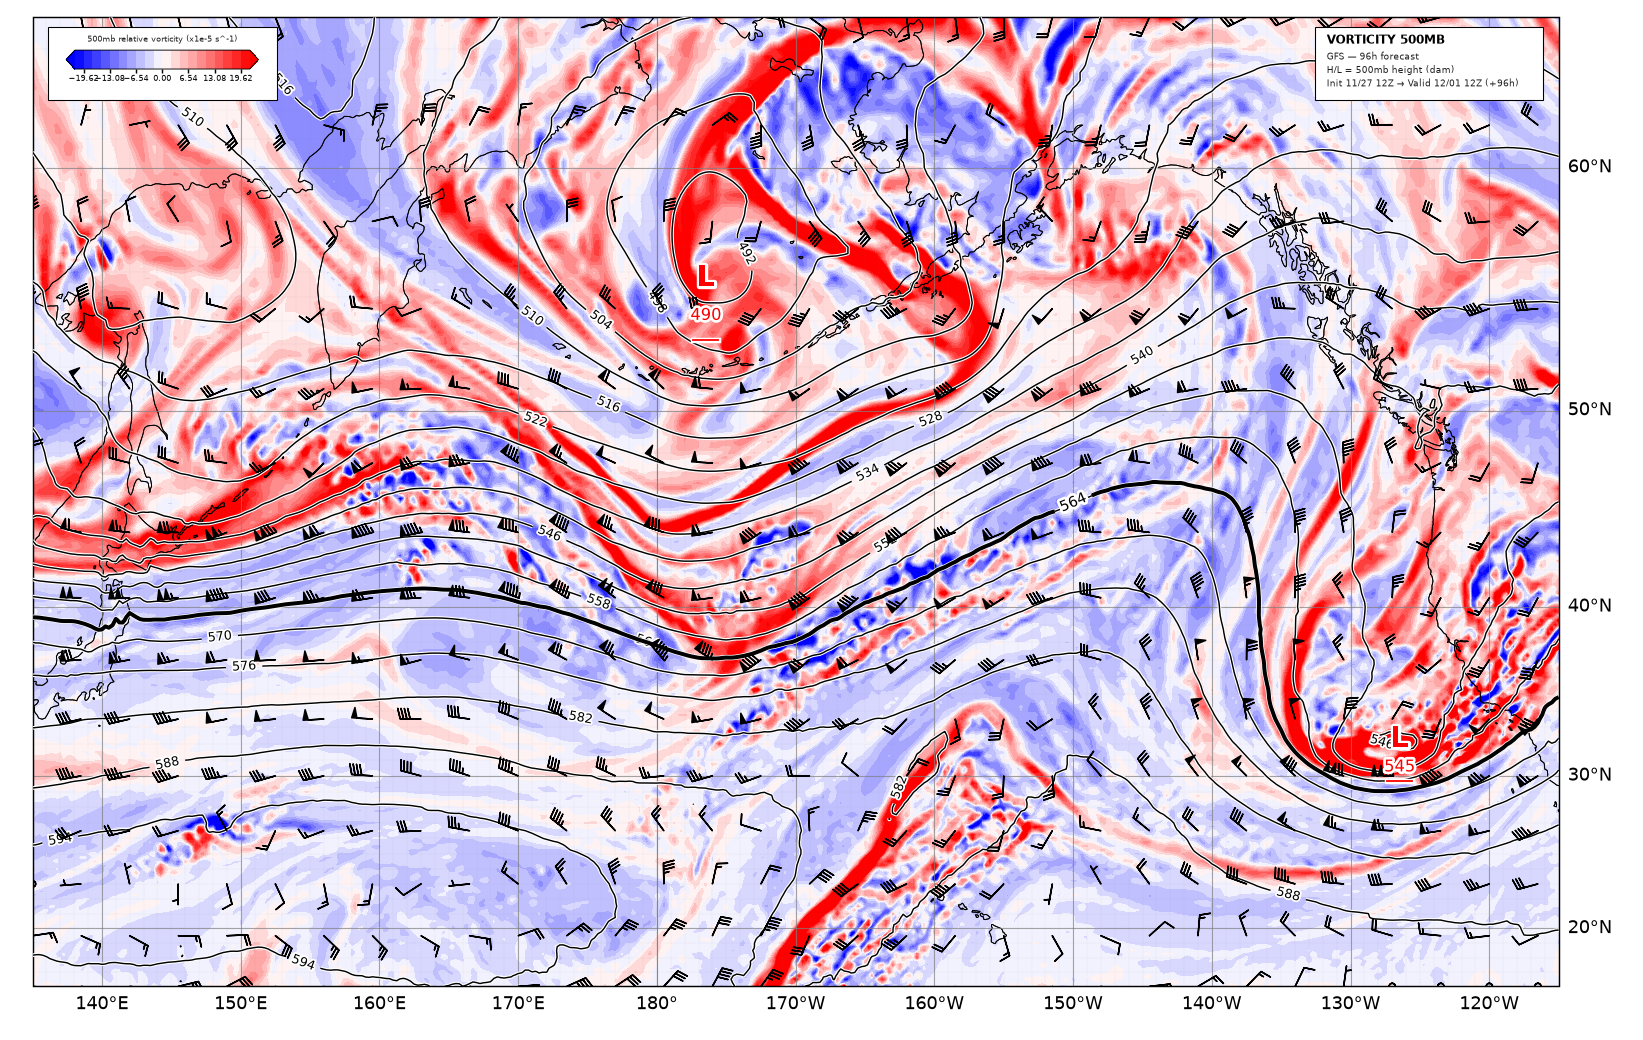 500mb relative vorticity (x1e-5 s^-1)
−19.62 −13.08 −6.54 0.00 6.54 13.08 19.62
VORTICITY 500MB
GFS — 96h forecast
H/L = 500mb height (dam)
Init 11/27 12Z → Valid 12/01 12Z (+96h)
516
510
60°N
492
L
498
490
510
504
540
516
522
528
50°N
534
564
546
558
40°N
570
576
582
546
L
545
588
30°N
582
594
588
20°N
594
140°E 150°E 160°E 170°E 180° 170°W 160°W 150°W 140°W 130°W 120°W